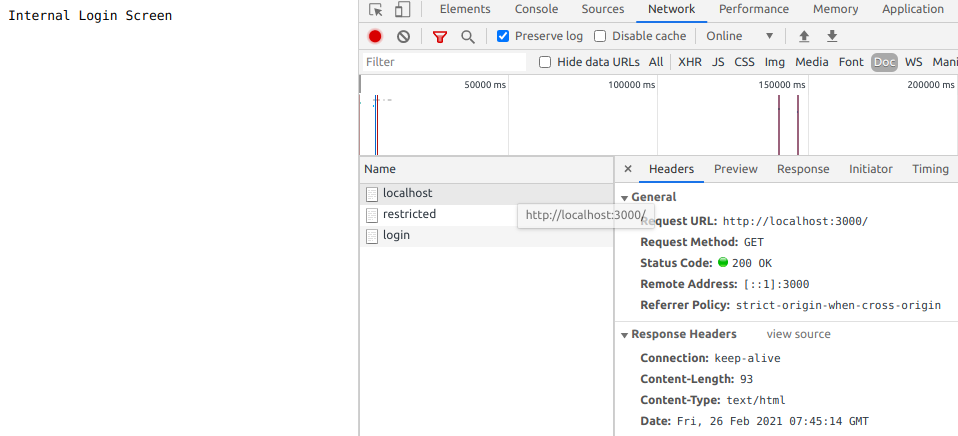 Internal Login Screen
Elements Console Sources Network Performance Memory Application
Preserve log Disable cache Online
Filter Hide data URLs All XHR JS CSS Img Media Font Doc WS Mani
50000 ms 100000 ms 150000 ms 200000 ms
Name
localhost
restricted
login
http://localhost:3000/
× Headers Preview Response Initiator Timing
General
Request URL: http://localhost:3000/
Request Method: GET
Status Code: 200 OK
Remote Address: [::1]:3000
Referrer Policy: strict-origin-when-cross-origin
Response Headers view source
Connection: keep-alive
Content-Length: 93
Content-Type: text/html
Date: Fri, 26 Feb 2021 07:45:14 GMT